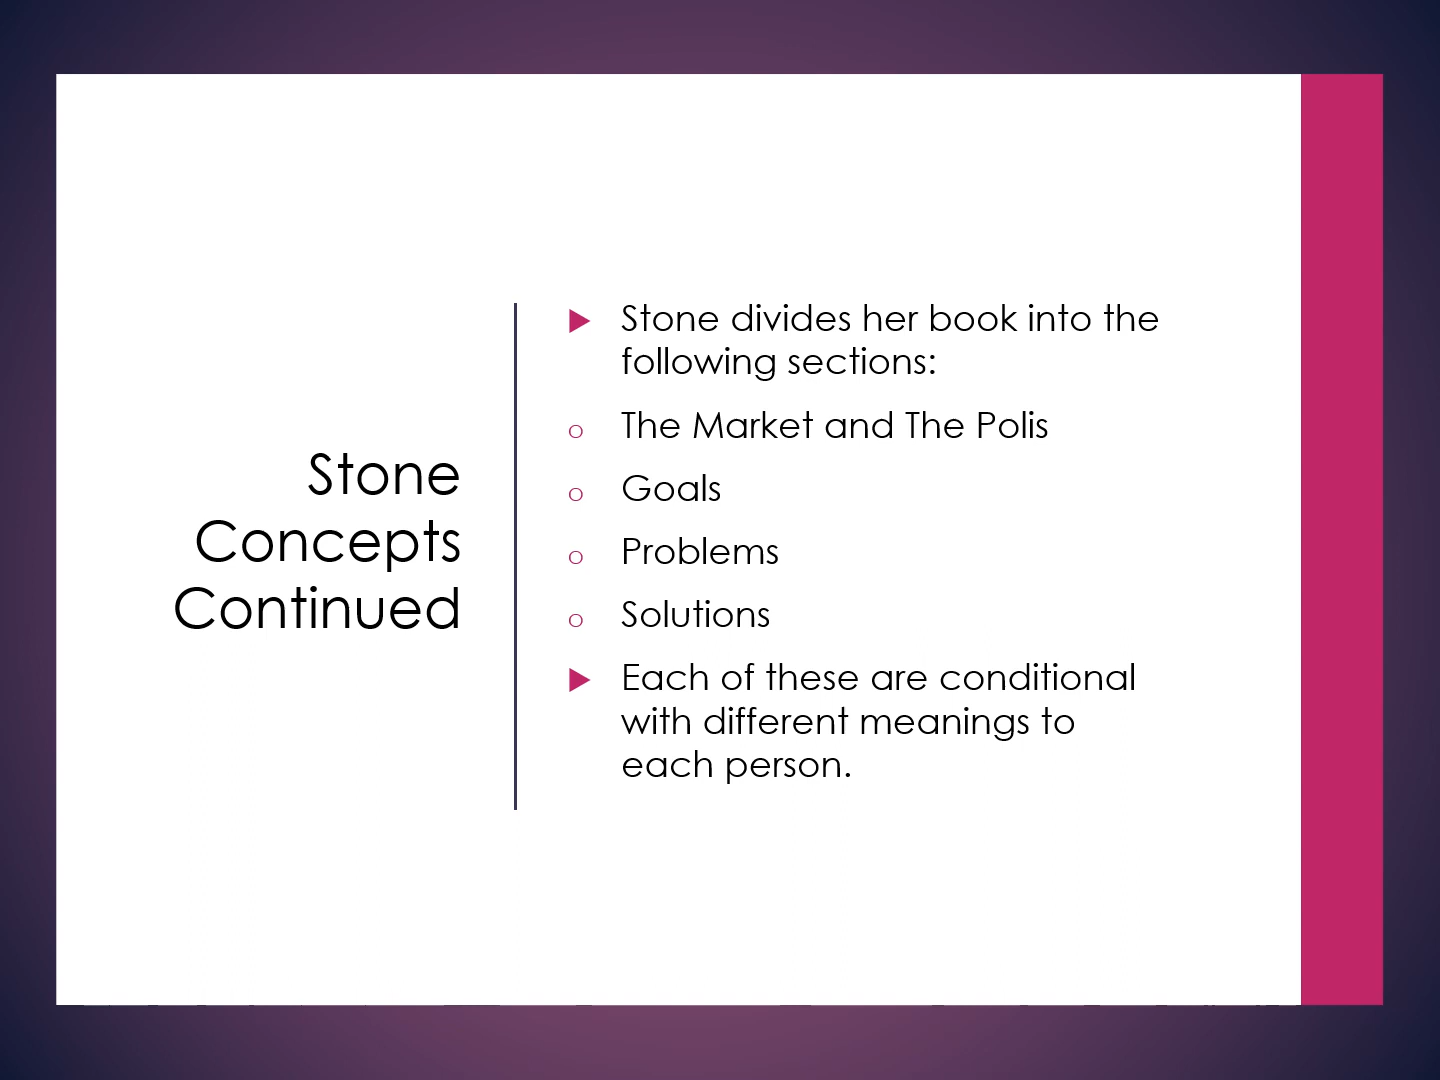 Stone
Concepts
Continued
▶ Stone divides her book into the
following sections:
o The Market and The Polis
o Goals
o Problems
o Solutions
▶ Each of these are conditional
with different meanings to
each person.